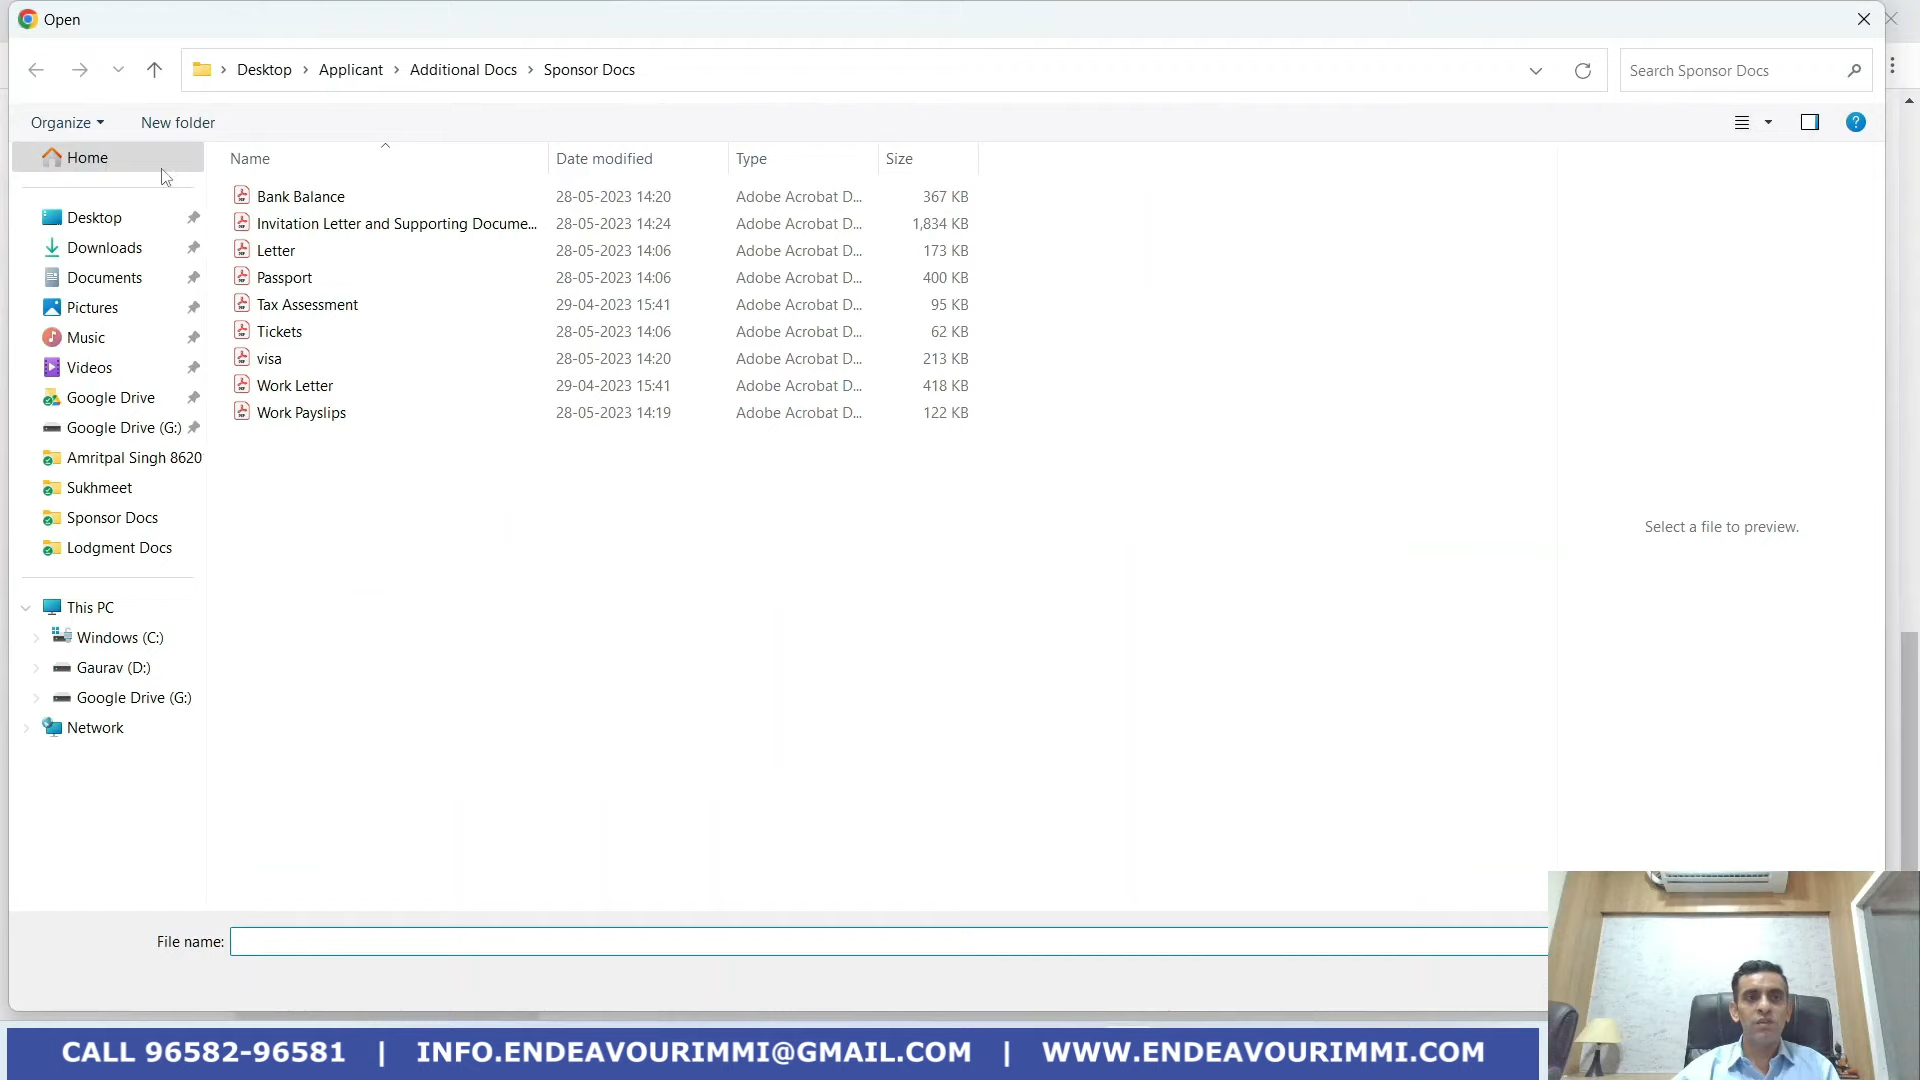 Open
Desktop > Applicant > Additional Docs > Sponsor Docs
Search Sponsor Docs
Organize
New folder
Home
Desktop
Downloads
Documents
Pictures
Music
Videos
Google Drive
Google Drive (G:)
Amritpal Singh 8620
Sukhmeet
Sponsor Docs
Lodgment Docs
This PC
Windows (C:)
Gaurav (D:)
Google Drive (G:)
Network
Name Date modified Type Size
Bank Balance 28-05-2023 14:20 Adobe Acrobat D... 367 KB
Invitation Letter and Supporting Docume... 28-05-2023 14:24 Adobe Acrobat D... 1,834 KB
Letter 28-05-2023 14:06 Adobe Acrobat D... 173 KB
Passport 28-05-2023 14:06 Adobe Acrobat D... 400 KB
Tax Assessment 29-04-2023 15:41 Adobe Acrobat D... 95 KB
Tickets 28-05-2023 14:06 Adobe Acrobat D... 62 KB
visa 28-05-2023 14:20 Adobe Acrobat D... 213 KB
Work Letter 29-04-2023 15:41 Adobe Acrobat D... 418 KB
Work Payslips 28-05-2023 14:19 Adobe Acrobat D... 122 KB
Select a file to preview.
File name:
CALL 96582-96581 | INFO.ENDEAVOURIMMI@GMAIL.COM | WWW.ENDEAVOURIMMI.COM